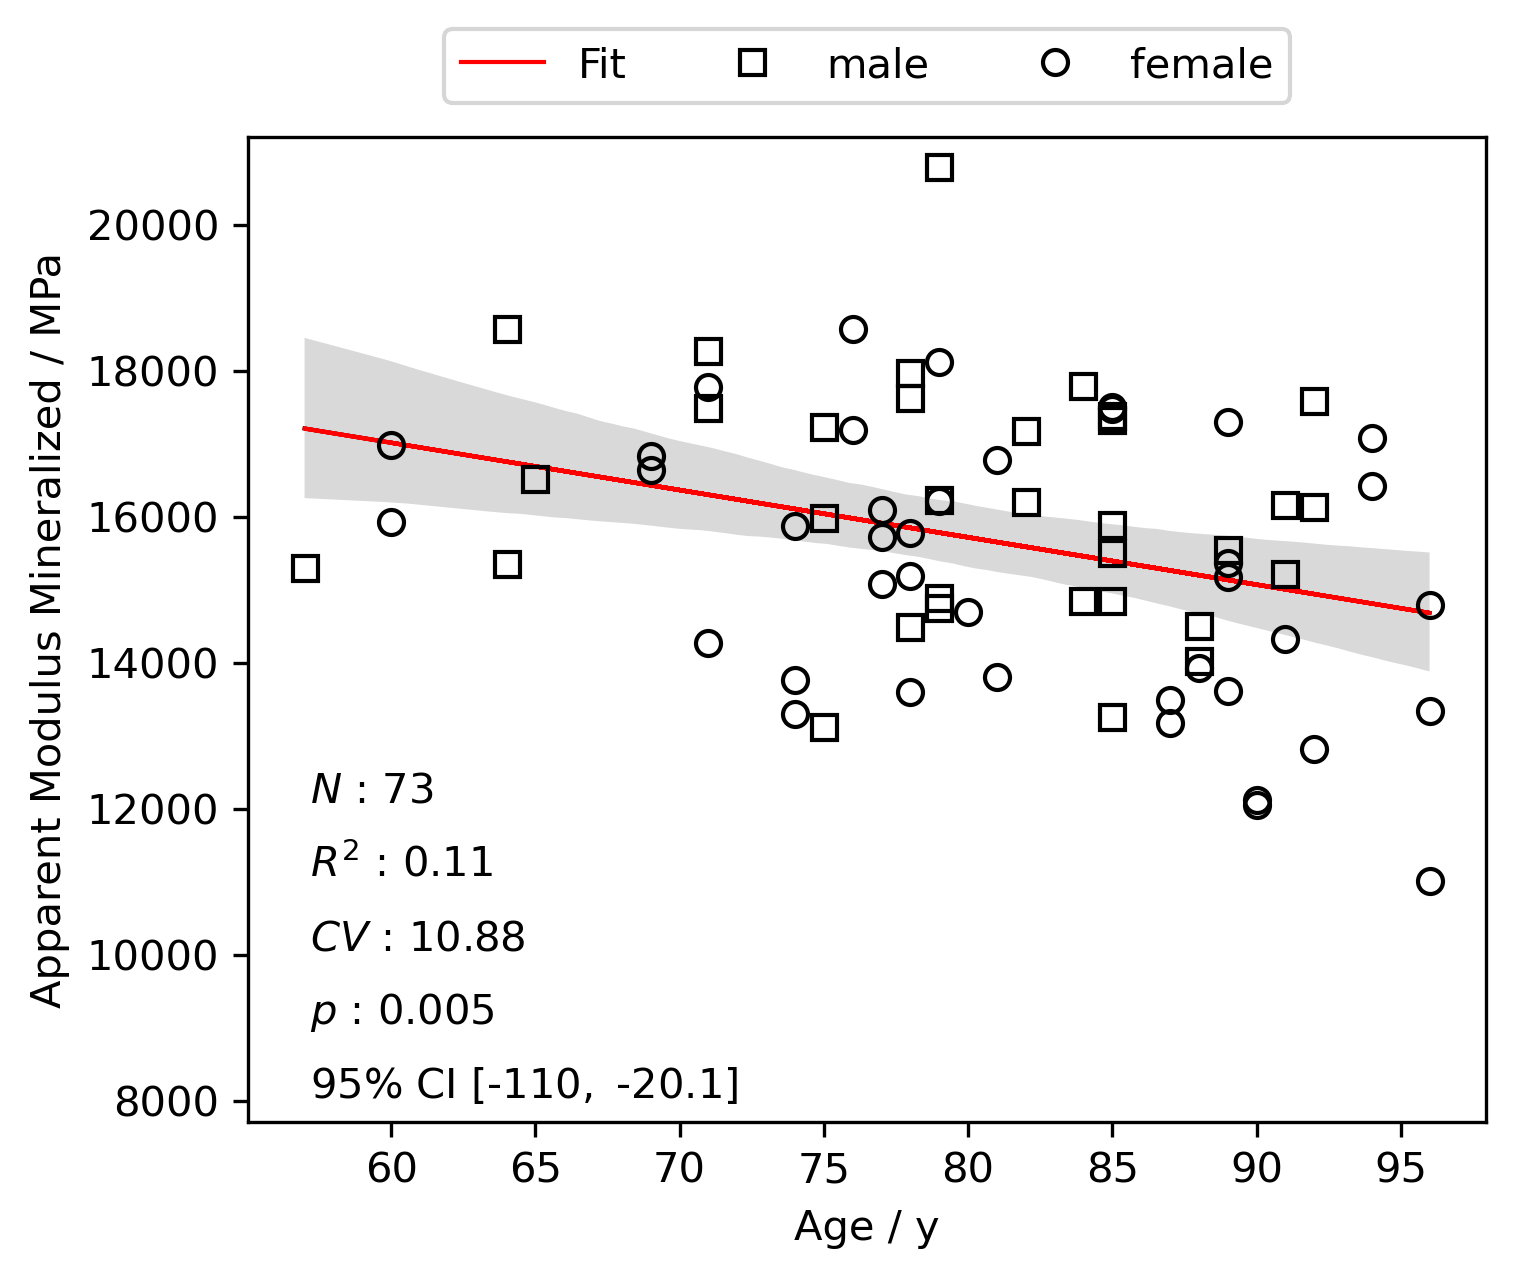 Fit male female
Apparent Modulus Mineralized / MPa
20000
18000
16000
14000
12000
10000
8000
N : 73
R² : 0.11
CV : 10.88
p : 0.005
95% CI [-110, -20.1]
60 65 70 75 80 85 90 95
Age / y